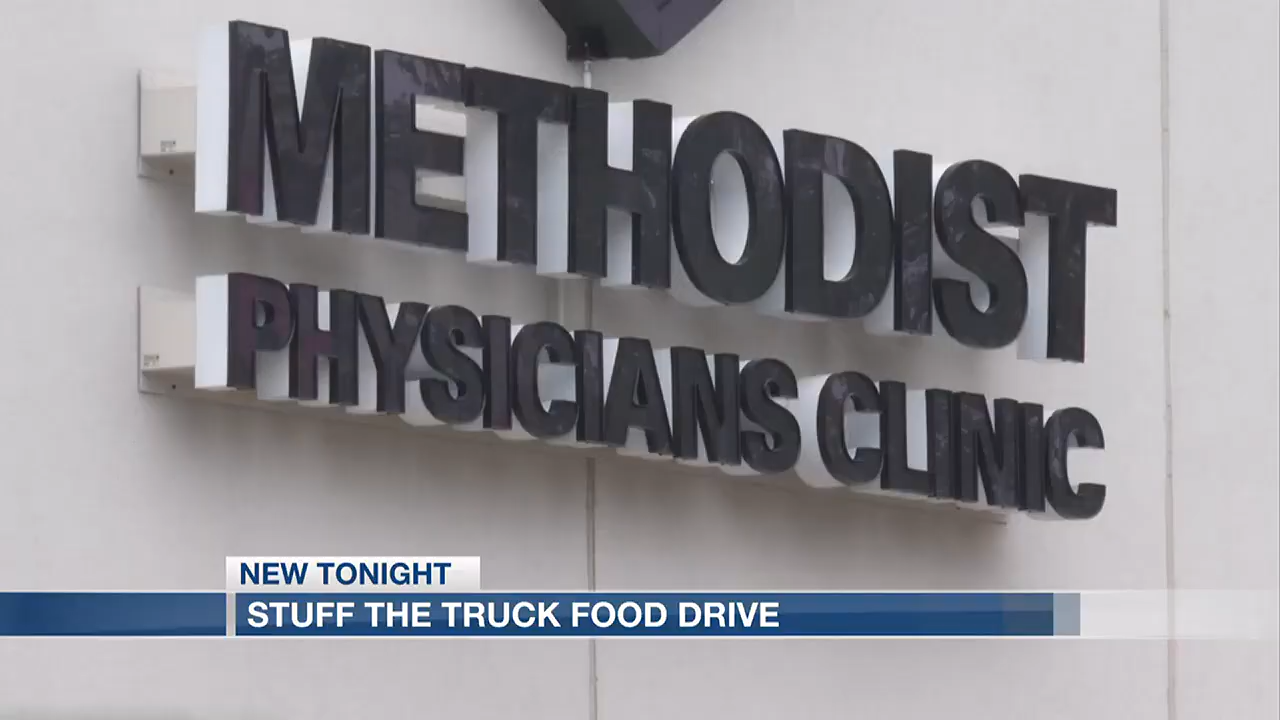 METHODIST
PHYSICIANS CLINIC
NEW TONIGHT
STUFF THE TRUCK FOOD DRIVE